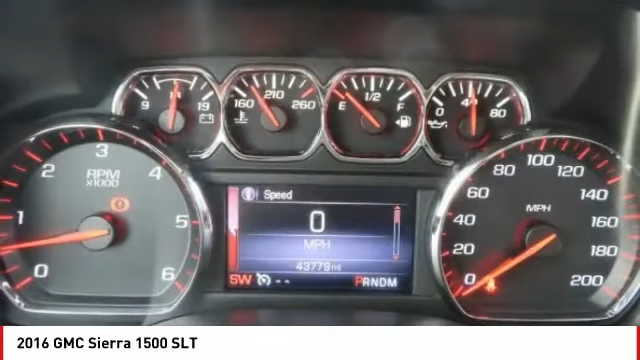 9 14 19
160 210 260
E 1/2 F
0 40 80
0 1 2 3 4 5 6
RPM
x1000
Speed
0
MPH
43779 mi
SW -- PRNDM
0 20 40 60 80 100 120 140 160 180 200
MPH
2016 GMC Sierra 1500 SLT